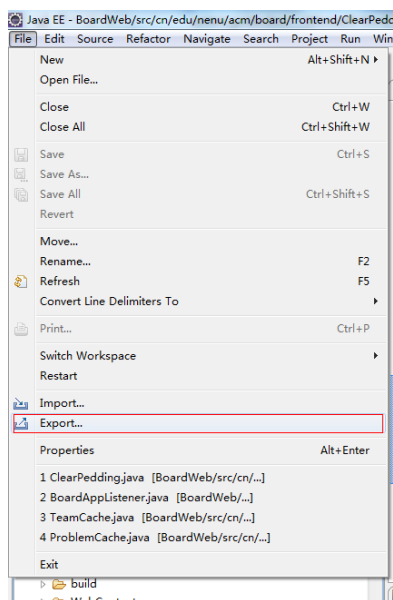 Java EE - BoardWeb/src/cn/edu/nenu/acm/board/frontend/ClearPedd
File Edit Source Refactor Navigate Search Project Run Win
New Alt+Shift+N
Open File...
Close Ctrl+W
Close All Ctrl+Shift+W
Save Ctrl+S
Save As...
Save All Ctrl+Shift+S
Revert
Move...
Rename... F2
Refresh F5
Convert Line Delimiters To
Print... Ctrl+P
Switch Workspace
Restart
Import...
Export...
Properties Alt+Enter
1 ClearPedding.java [BoardWeb/src/cn/...]
2 BoardAppListener.java [BoardWeb/...]
3 TeamCache.java [BoardWeb/src/cn/...]
4 ProblemCache.java [BoardWeb/src/cn/...]
Exit
build